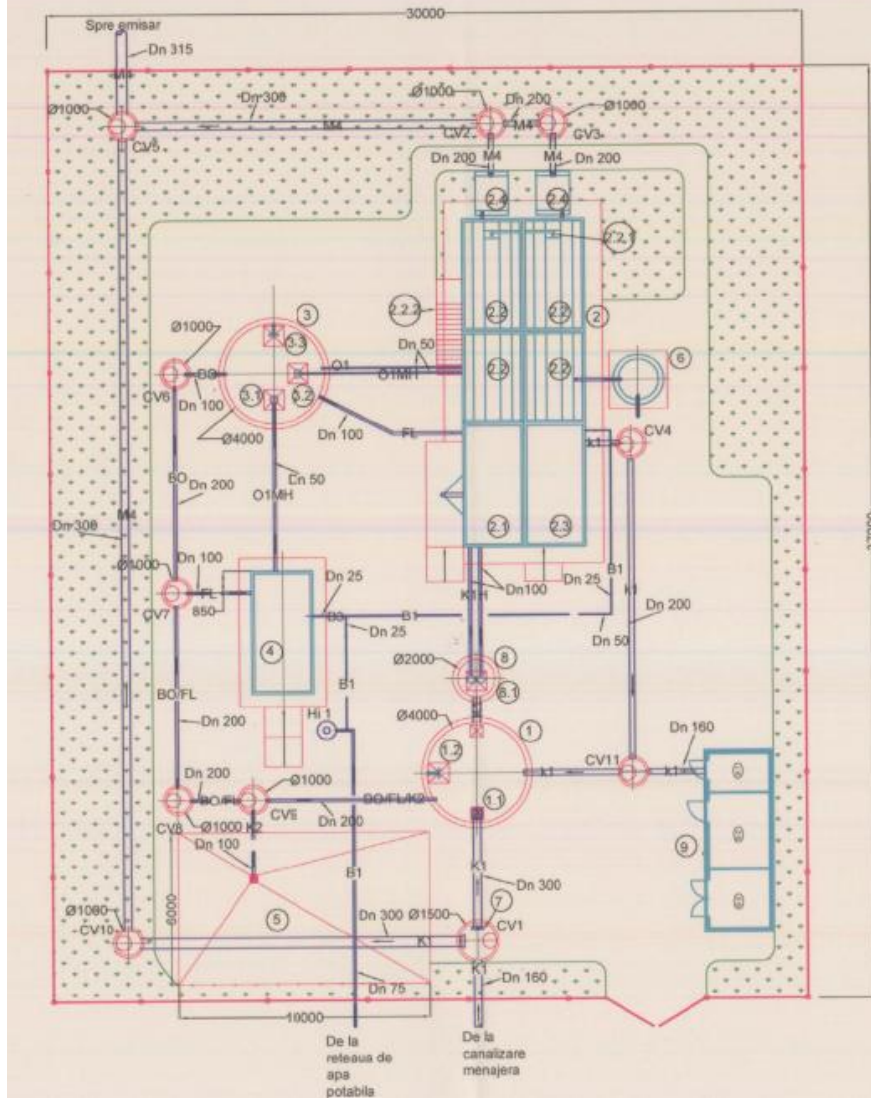 30000
Spre emisar
Dn 315
M4
Ø1000
Dn 300
M4
CV5
Ø1000
Dn 200
Ø1000
CV2
M4
CV3
Dn 200
M4
M4
Dn 200
2.4
2.4
2.2.1
2.2
2.2
2
2.2.2
Ø1000
3
3.3
Dn 50
O1
O1MH
2.2
2.2
6
BO
3.1
3.2
CV6
Dn 100
Ø4000
Dn 100
FL
k1
CV4
BO
Dn 200
Dn 50
O1MH
M4
Dn 300
2.1
2.3
Ø1000
Dn 100
FL
850
CV7
Dn 25
B1
Dn 25
K1H
Dn100
Dn 25
B1
k1
Dn 200
Dn 50
4
B1
BO/FL
Dn 200
Hi 1
Ø2000
8
8.1
Ø4000
1
1.2
1.1
k1
CV11
k1
Dn 160
Dn 200
Ø1000
BO/FL
CV8
Ø1000
K2
BO/FL/K2
Dn 200
Dn 100
B1
K1
Dn 300
9
6000
5
Ø1000
CV10
Dn 300
K1
Ø1500
7
CV1
K1
Dn 160
Dn 75
10000
De la
reteaua de
apa
potabila
De la
canalizare
menajera